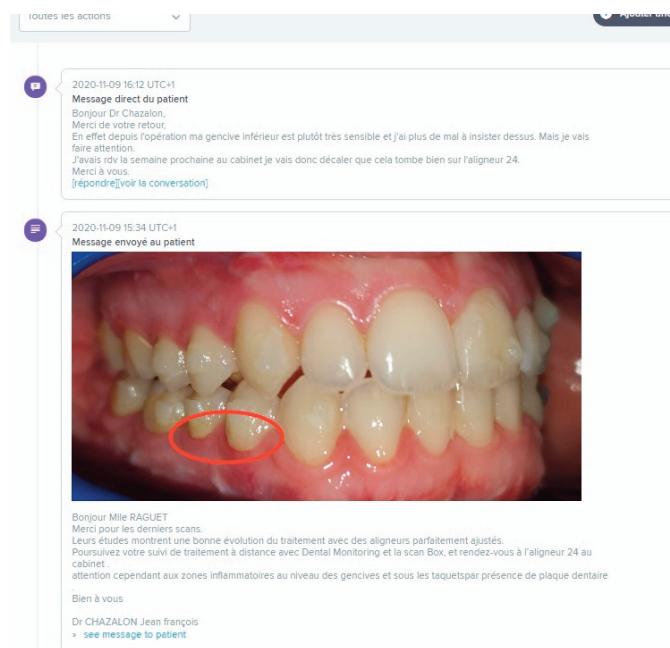 Toutes les actions
Ajouter une
2020-11-09 16:12 UTC+1
Message direct du patient
Bonjour Dr Chazalon,
Merci de votre retour,
En effet depuis l'opération ma gencive inférieur est plutôt très sensible et j'ai plus de mal à insister dessus. Mais je vais
faire attention.
J'avais rdv la semaine prochaine au cabinet je vais donc décaler que cela tombe bien sur l'aligneur 24.
Merci à vous.
[répondre][voir la conversation]
2020-11-09 15:34 UTC+1
Message envoyé au patient
Bonjour Mlle RAGUET
Merci pour les derniers scans.
Leurs études montrent une bonne évolution du traitement avec des aligneurs parfaitement ajustés.
Poursuivez votre suivi de traitement à distance avec Dental Monitoring et la scan Box, et rendez-vous à l'aligneur 24 au
cabinet .
attention cependant aux zones inflammatoires au niveau des gencives et sous les taquetspar présence de plaque dentaire
.
Bien à vous
Dr CHAZALON Jean françois
> see message to patient